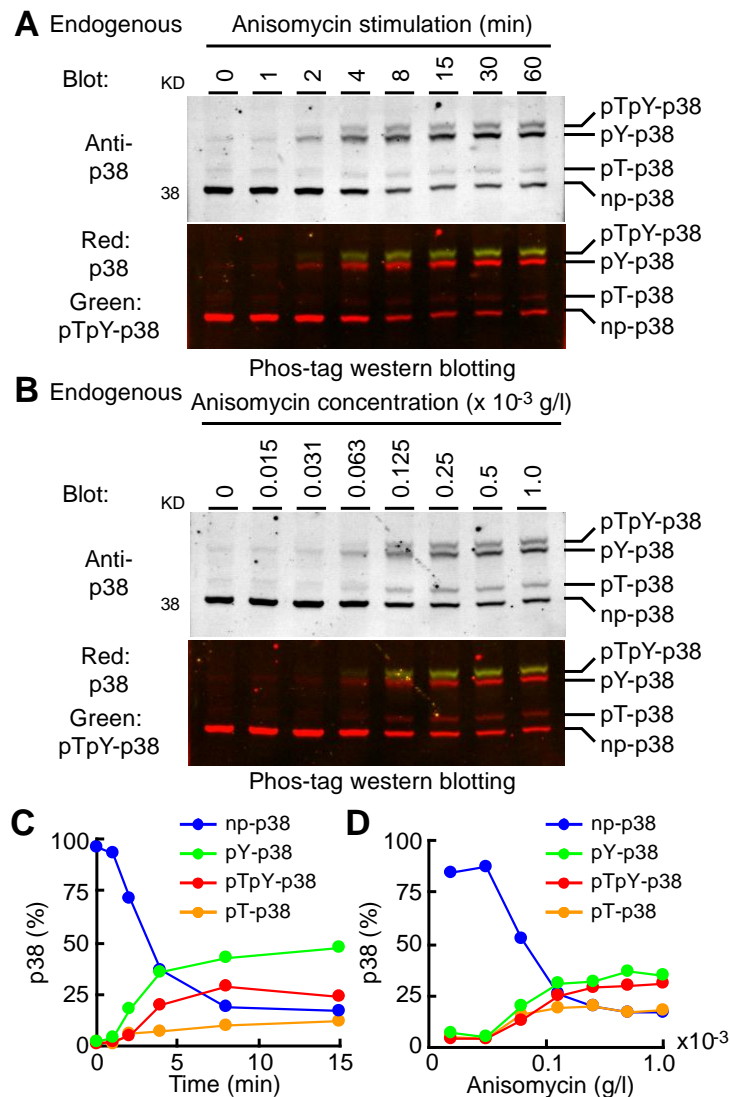 A Endogenous Anisomycin stimulation (min)
Blot: KD 0 1 2 4 8 15 30 60
Anti-
p38
38
pTpY-p38
pY-p38
pT-p38
np-p38
Red:
p38
Green:
pTpY-p38
pTpY-p38
pY-p38
pT-p38
np-p38
Phos-tag western blotting
B Endogenous
Anisomycin concentration (x 10-3 g/l)
Blot: KD 0 0.015 0.031 0.063 0.125 0.25 0.5 1.0
Anti-
p38
38
pTpY-p38
pY-p38
pT-p38
np-p38
Red:
p38
Green:
pTpY-p38
pTpY-p38
pY-p38
pT-p38
np-p38
Phos-tag western blotting
C
np-p38
pY-p38
pTpY-p38
pT-p38
p38 (%)
100
75
50
25
0
0 5 10 15
Time (min)
D
np-p38
pY-p38
pTpY-p38
pT-p38
p38 (%)
100
75
50
25
0
0 0.1 1.0 x10-3
Anisomycin (g/l)